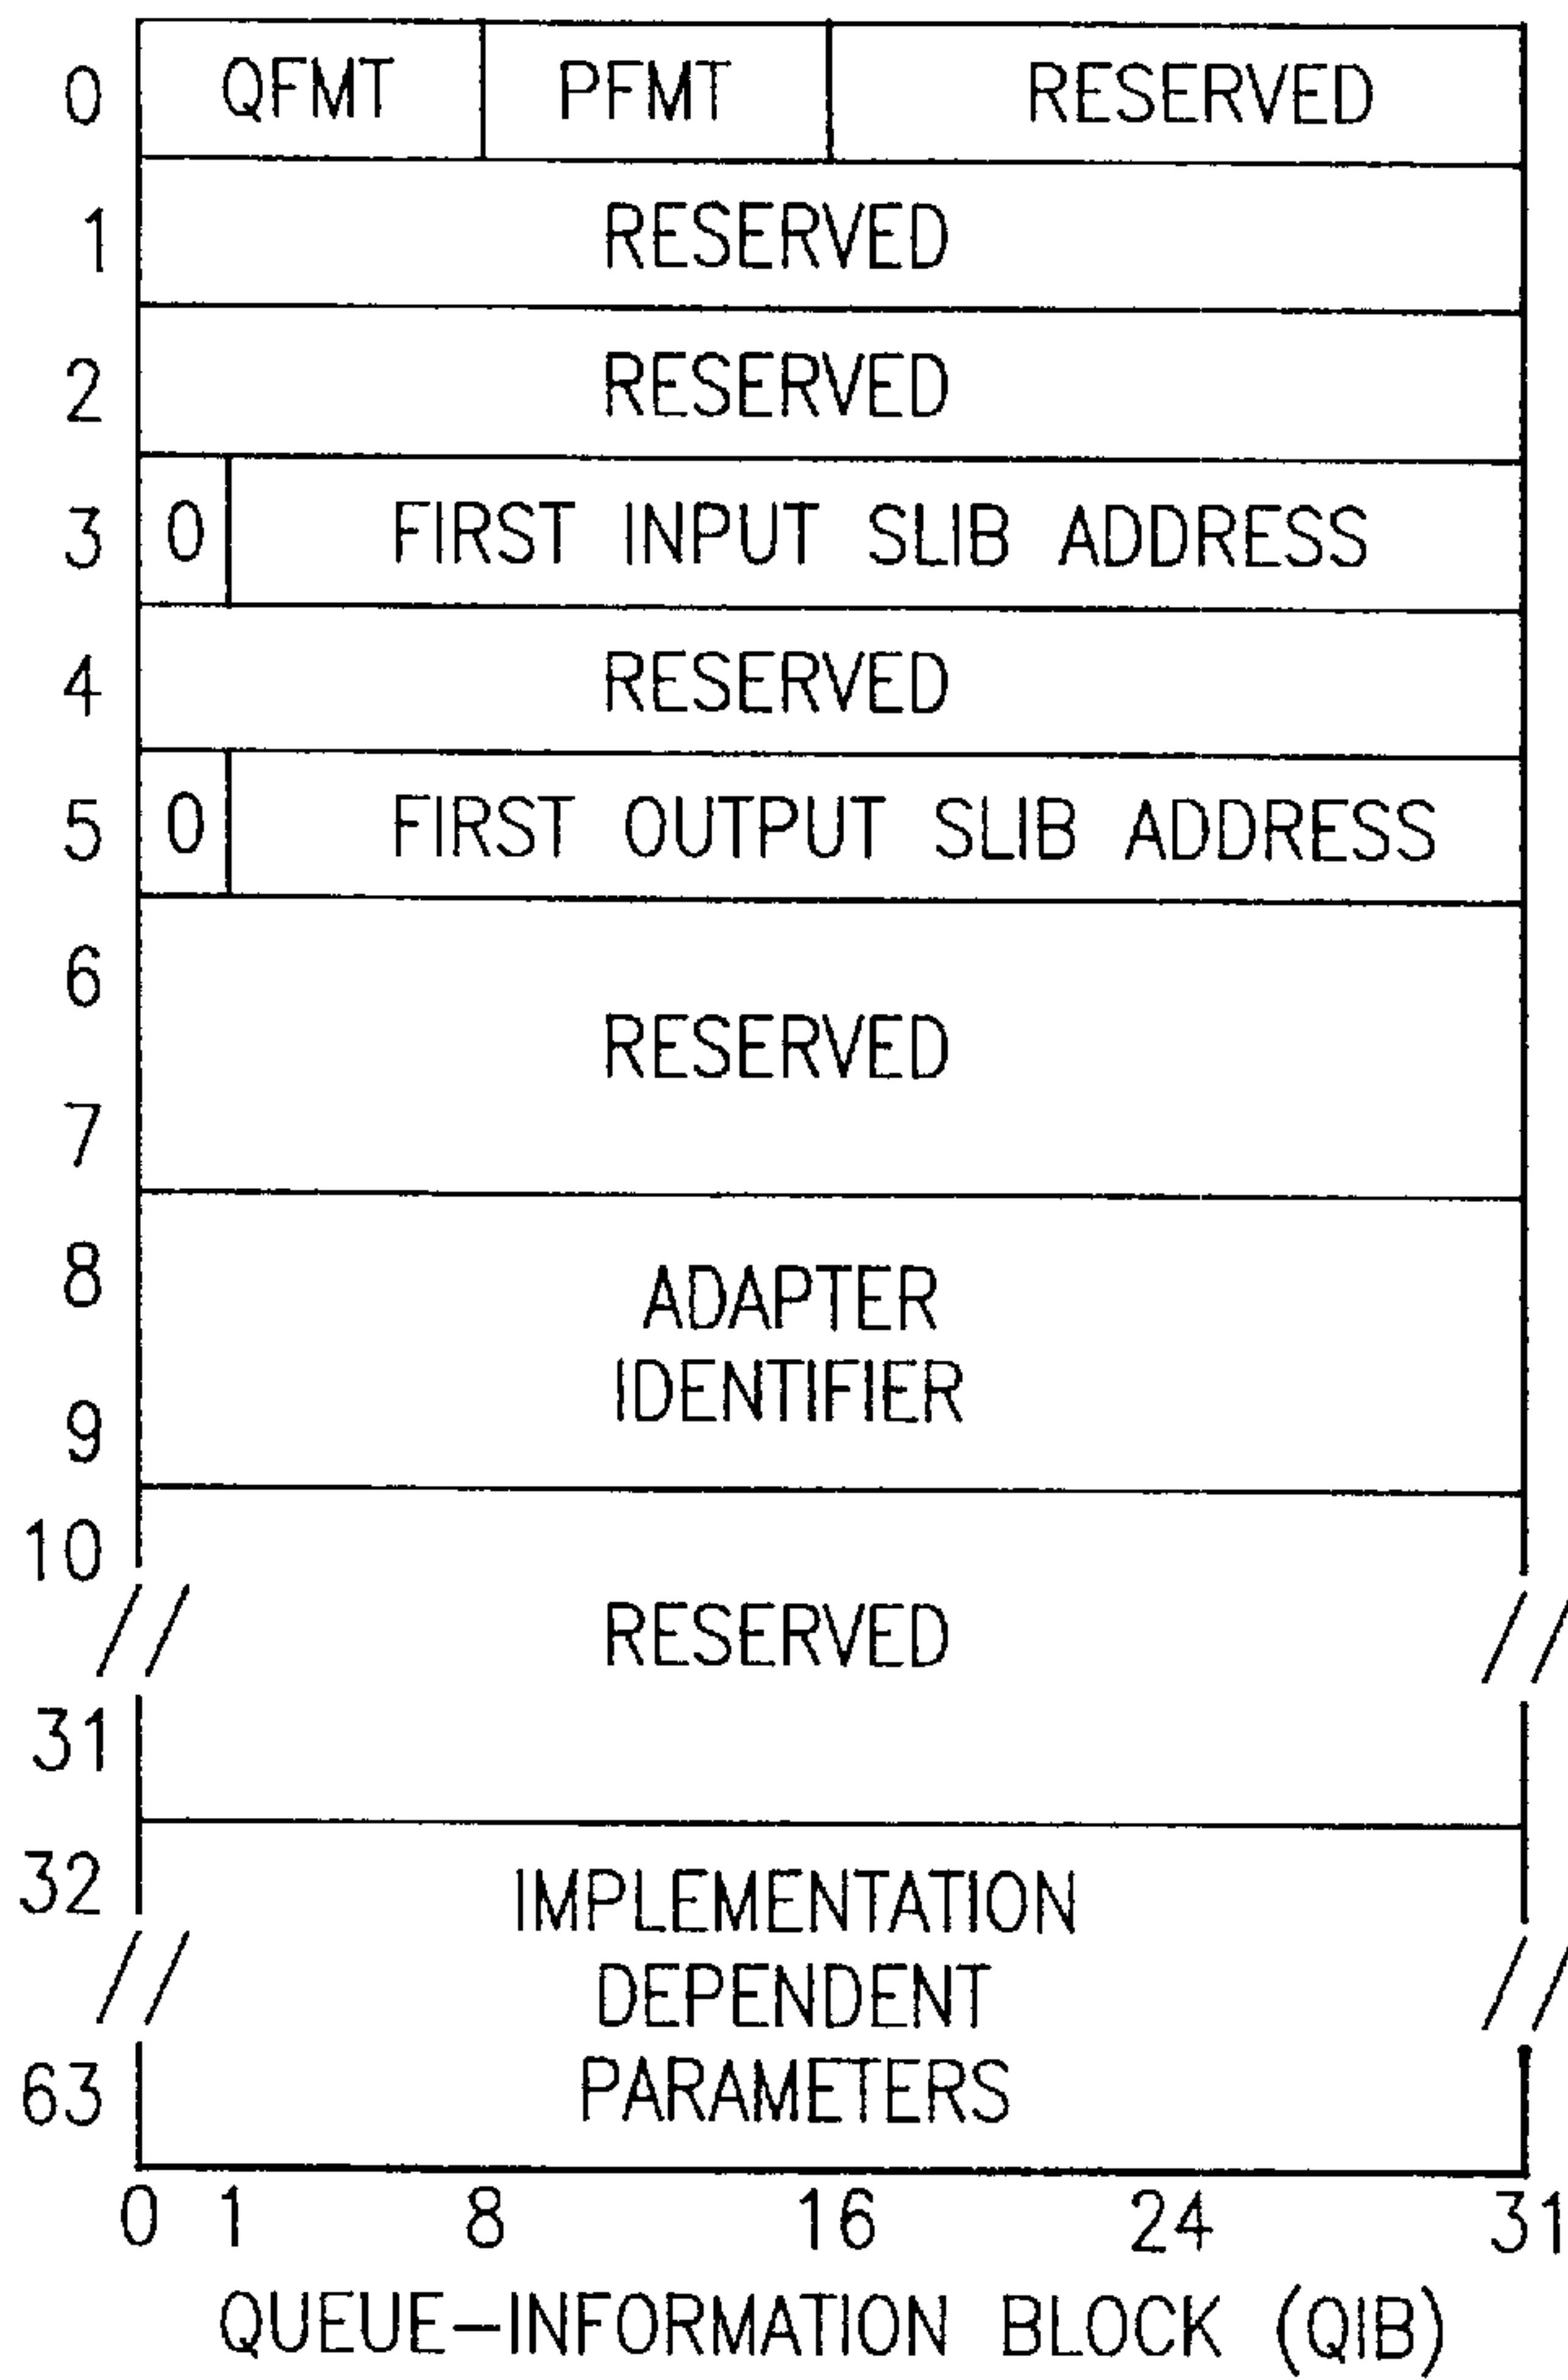 0 QFMT PFMT RESERVED
1 RESERVED
2 RESERVED
3 0 FIRST INPUT SLIB ADDRESS
4 RESERVED
5 0 FIRST OUTPUT SLIB ADDRESS
6
RESERVED
7
8 ADAPTER
IDENTIFIER
9
10
RESERVED
31
32 IMPLEMENTATION
DEPENDENT
63 PARAMETERS
0 1 8 16 24 31
QUEUE-INFORMATION BLOCK (QIB)